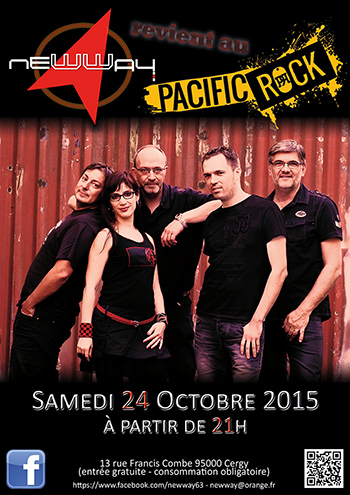 newway
revient au
PACIFIC ROCK
SAMEDI 24 OCTOBRE 2015
À PARTIR DE 21H
13 rue Francis Combe 95000 Cergy
(entrée gratuite - consommation obligatoire)
https://www.facebook.com/newway63 - newway@orange.fr
f